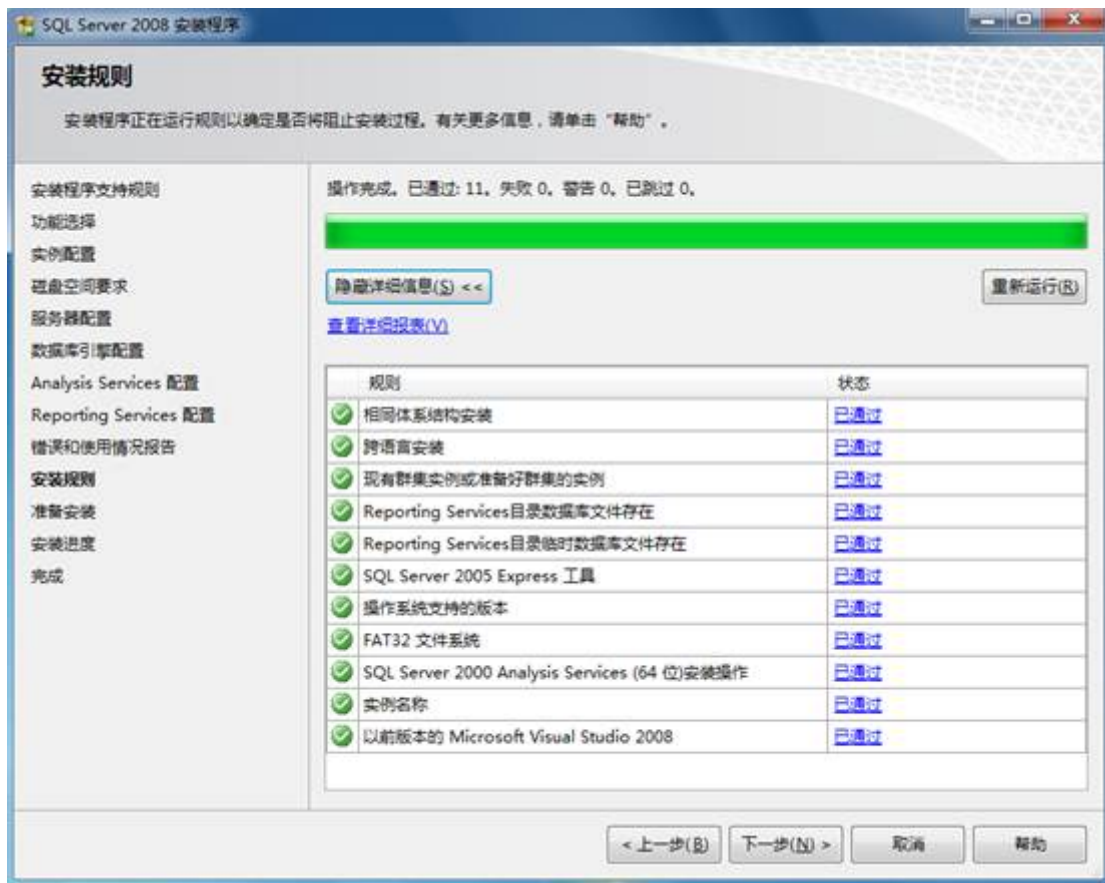 SQL Server 2008 安装程序
安装规则
安装程序正在运行规则以确定是否将阻止安装过程。有关更多信息，请单击“帮助”。
安装程序支持规则
功能选择
实例配置
磁盘空间要求
服务器配置
数据库引擎配置
Analysis Services 配置
Reporting Services 配置
错误和使用情况报告
安装规则
准备安装
安装进度
完成
操作完成。已通过: 11。失败 0。警告 0。已跳过 0。
隐藏详细信息(S) <<
重新运行(R)
查看详细报表(V)
规则 状态
相同体系结构安装 已通过
跨语言安装 已通过
现有群集实例或准备好群集的实例 已通过
Reporting Services目录数据库文件存在 已通过
Reporting Services目录临时数据库文件存在 已通过
SQL Server 2005 Express 工具 已通过
操作系统支持的版本 已通过
FAT32 文件系统 已通过
SQL Server 2000 Analysis Services (64 位)安装操作 已通过
实例名称 已通过
以前版本的 Microsoft Visual Studio 2008 已通过
< 上一步(B) 下一步(N) > 取消 帮助